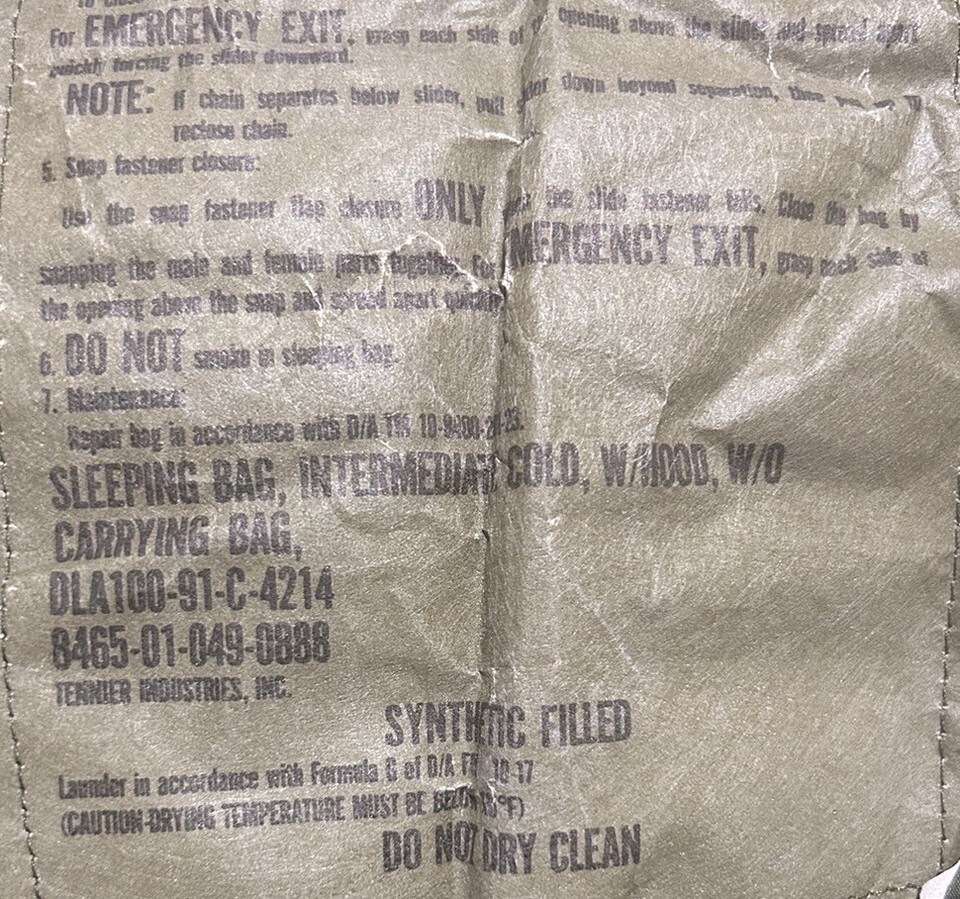 For EMERGENCY EXIT, grasp each side of opening above the slider and spread apart
quickly forcing the slider downward.
NOTE: If chain separates below slider, pull down beyond separation, then
reclose chain.
5. Snap fastener closure:
Use the snap fastener flap closure ONLY the slide fastener fails. Close the bag by
snapping the male and female parts together. For EMERGENCY EXIT, grasp each side of
the opening above the snap and spread apart quickly
6. DO NOT smoke in sleeping bag.
7. Maintenance:
Repair bag in accordance with D/A TM
SLEEPING BAG, INTERMEDIATE COLD, W/HOOD, W/O
CARRYING BAG,
DLA100-91-C-4214
8465-01-049-0888
TENNIER INDUSTRIES, INC.
SYNTHETIC FILLED
Launder in accordance with Formula of D/A 10-17
(CAUTION-DRYING TEMPERATURE MUST BE BELOW
DO NOT DRY CLEAN